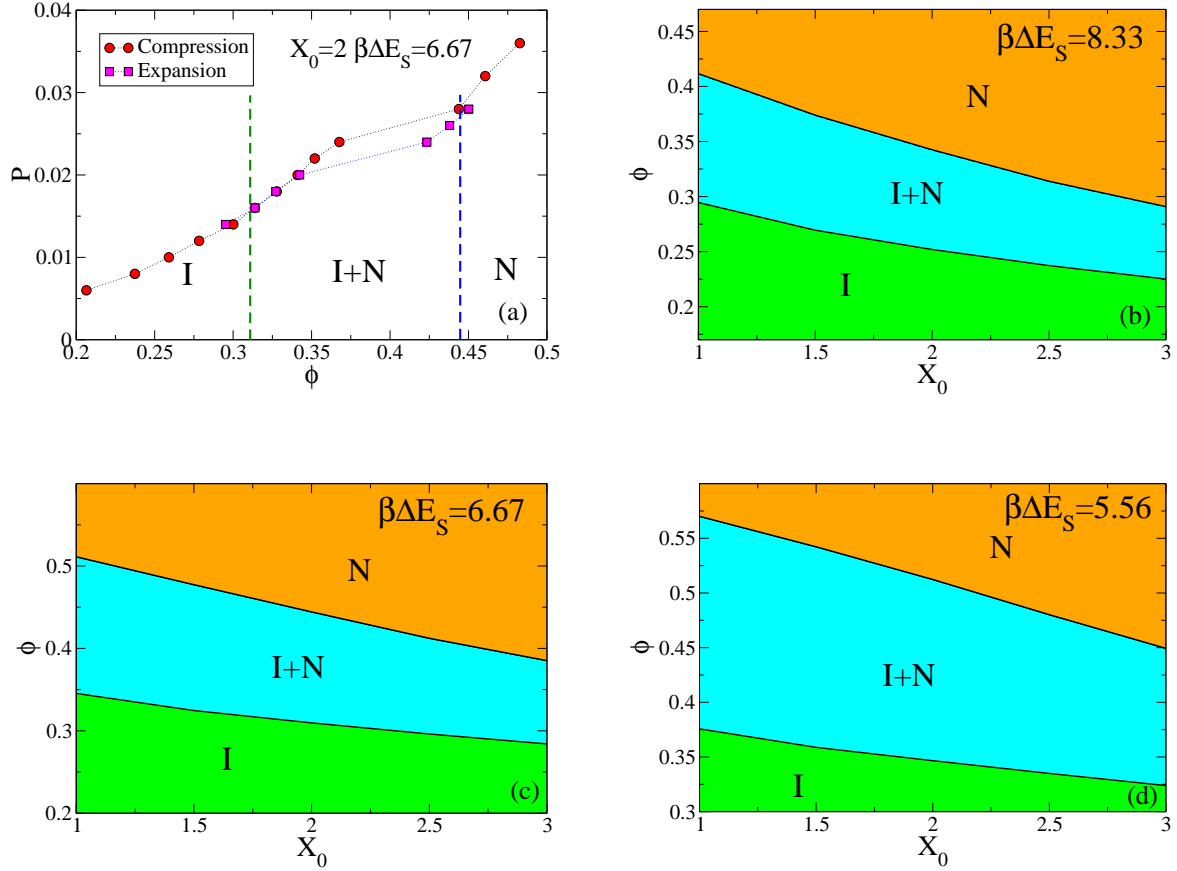 0.04
0.03
0.02
0.01
0
P
Compression
Expansion
X₀=2 βΔE_S=6.67
I
I+N
N
(a)
0.2 0.25 0.3 0.35 0.4 0.45 0.5
ϕ
0.45
0.4
0.35
0.3
0.25
0.2
ϕ
βΔE_S=8.33
N
I+N
I
(b)
1 1.5 2 2.5 3
X₀
0.5
0.4
0.3
0.2
ϕ
βΔE_S=6.67
N
I+N
I
(c)
1 1.5 2 2.5 3
X₀
0.55
0.5
0.45
0.4
0.35
0.3
ϕ
βΔE_S=5.56
N
I+N
I
(d)
1 1.5 2 2.5 3
X₀